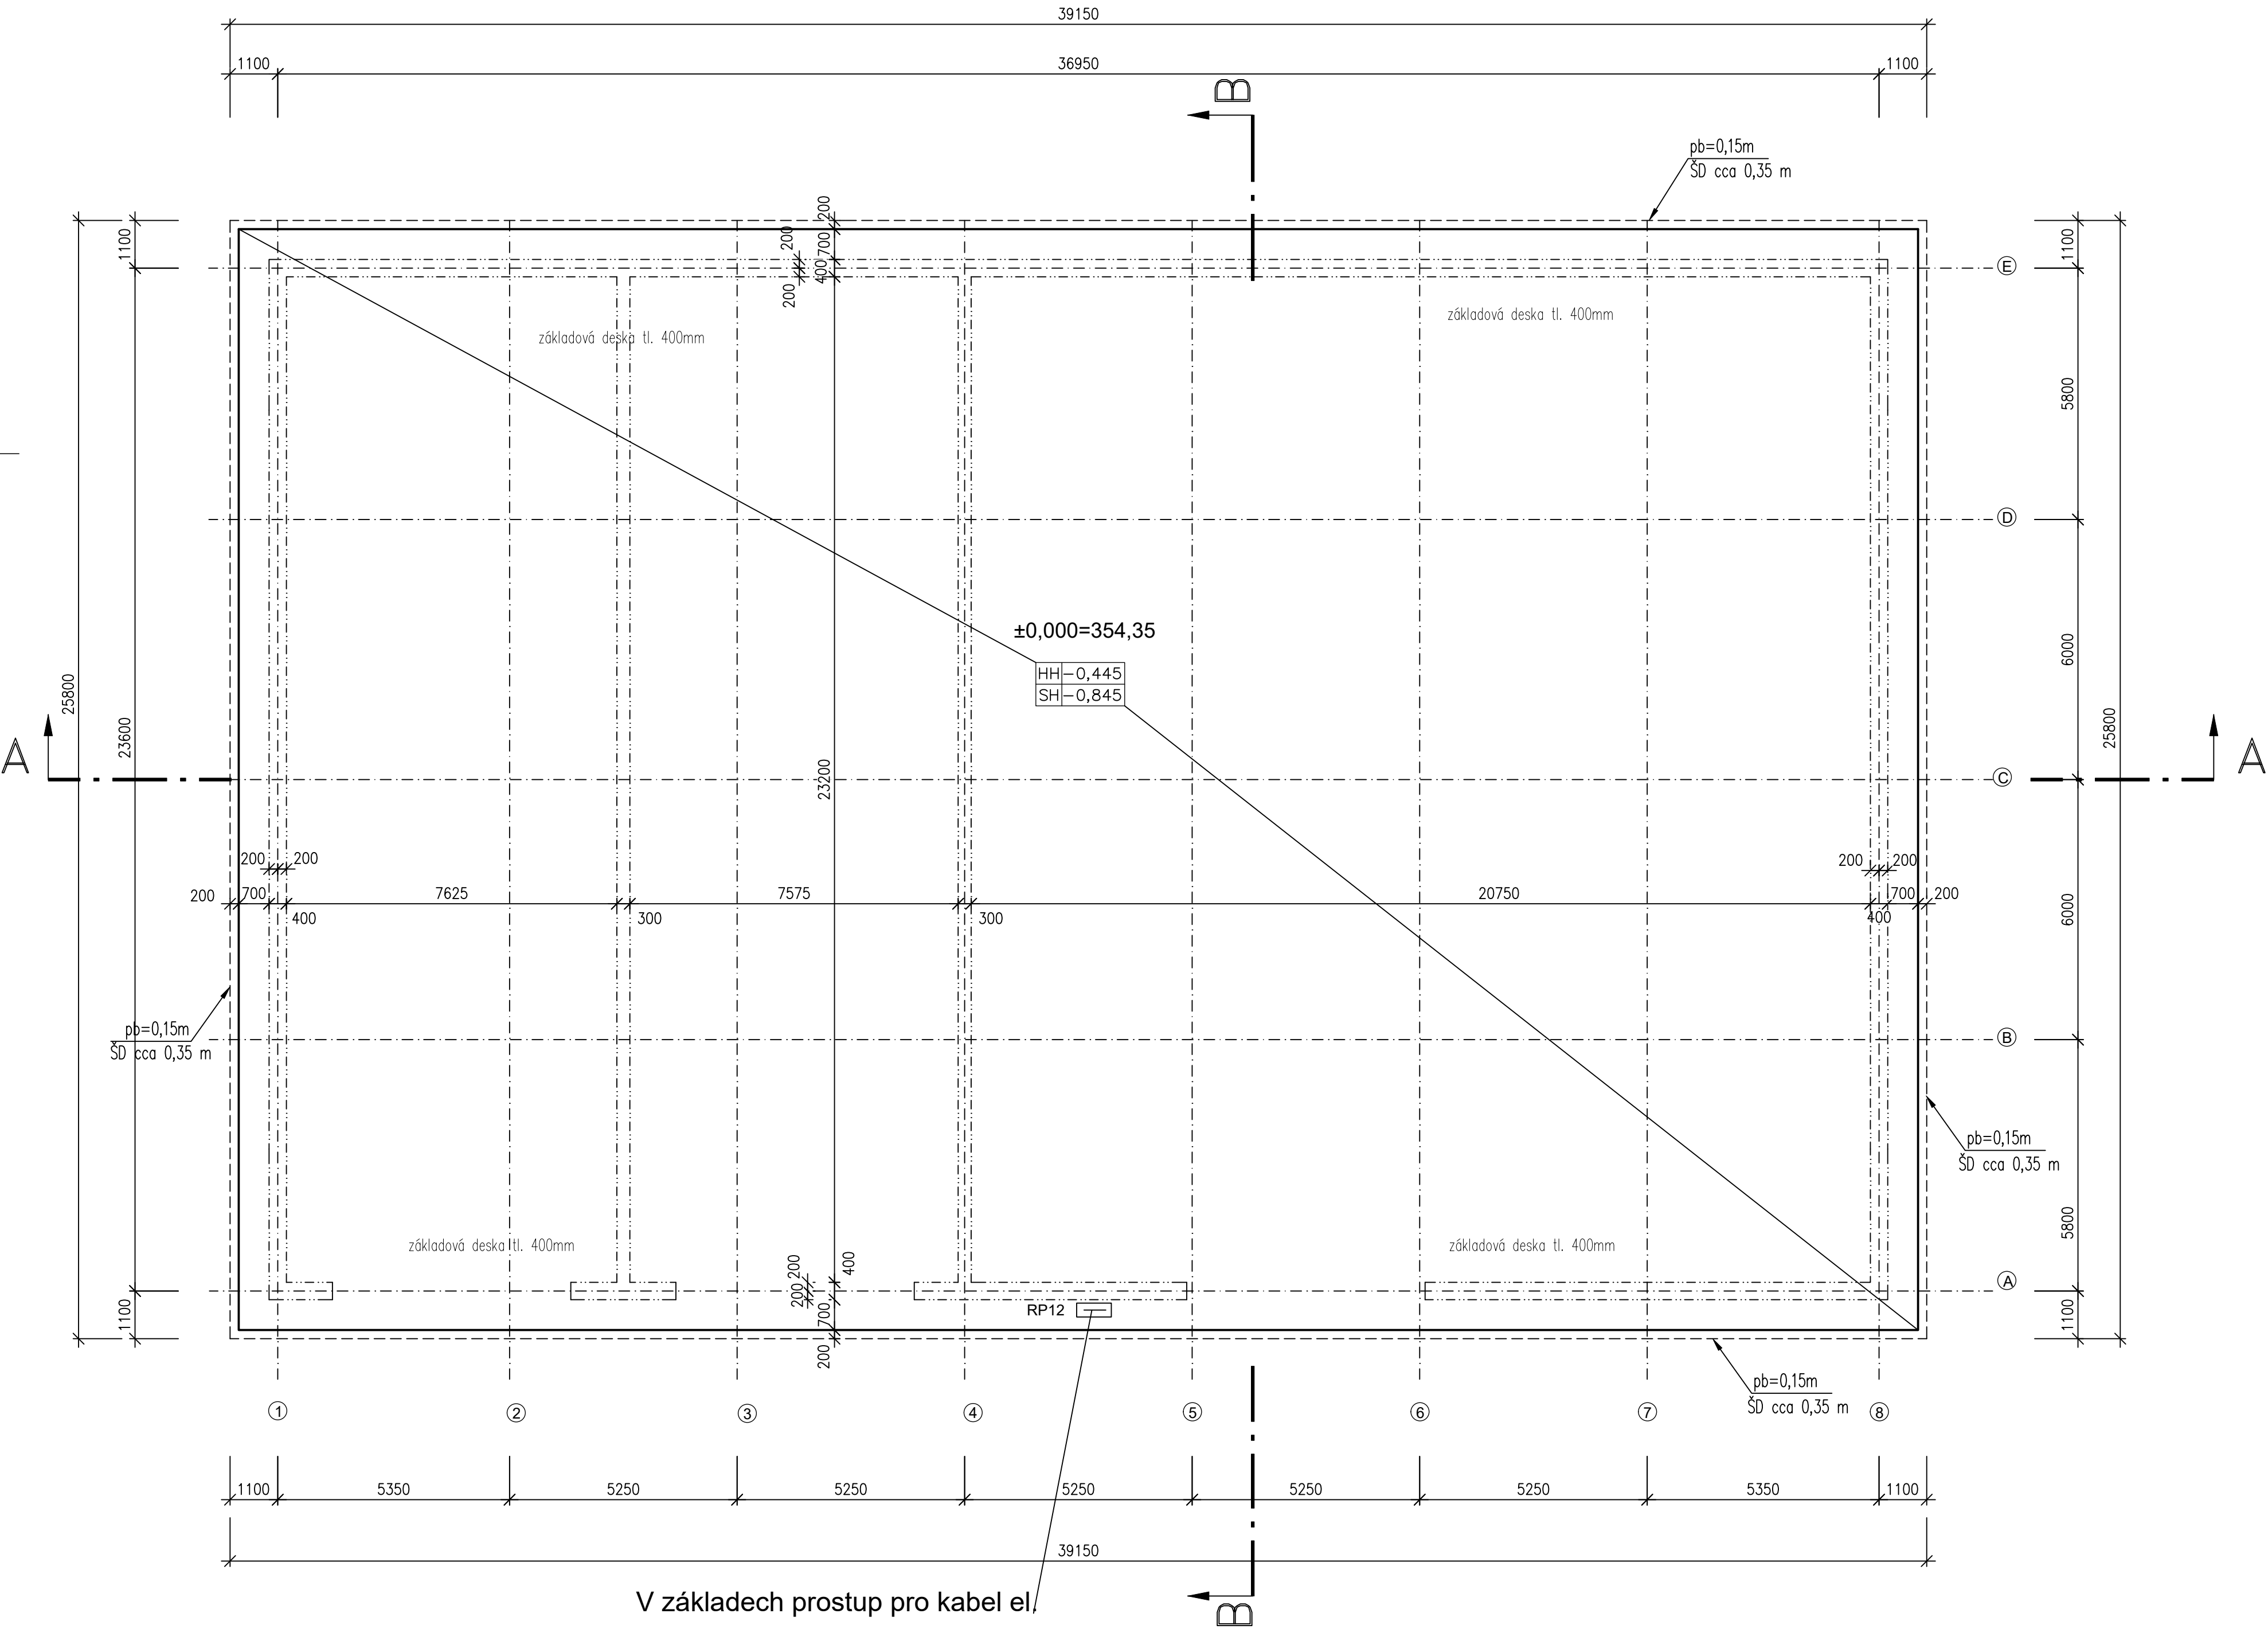 39150
1100 36950 1100
B
pb=0,15m
ŠD cca 0,35 m
1100
200
200
700
400
200
1100
E
základová deska tl. 400mm
základová deska tl. 400mm
5800
D
±0,000=354,35
HH −0,445
SH −0,845
6000
25800
23600
23200
25800
A
A
C
200 200
200 200
200 700 7625 7575 20750 700 200
400 300 300 400
6000
pb=0,15m
ŠD cca 0,35 m
B
pb=0,15m
ŠD cca 0,35 m
základová deska tl. 400mm
základová deska tl. 400mm
5800
200
400
200
700
200
A
1100
1100
RP12
pb=0,15m
ŠD cca 0,35 m
1 2 3 4 5 6 7 8
1100 5350 5250 5250 5250 5250 5250 5350 1100
39150
V základech prostup pro kabel el.
B